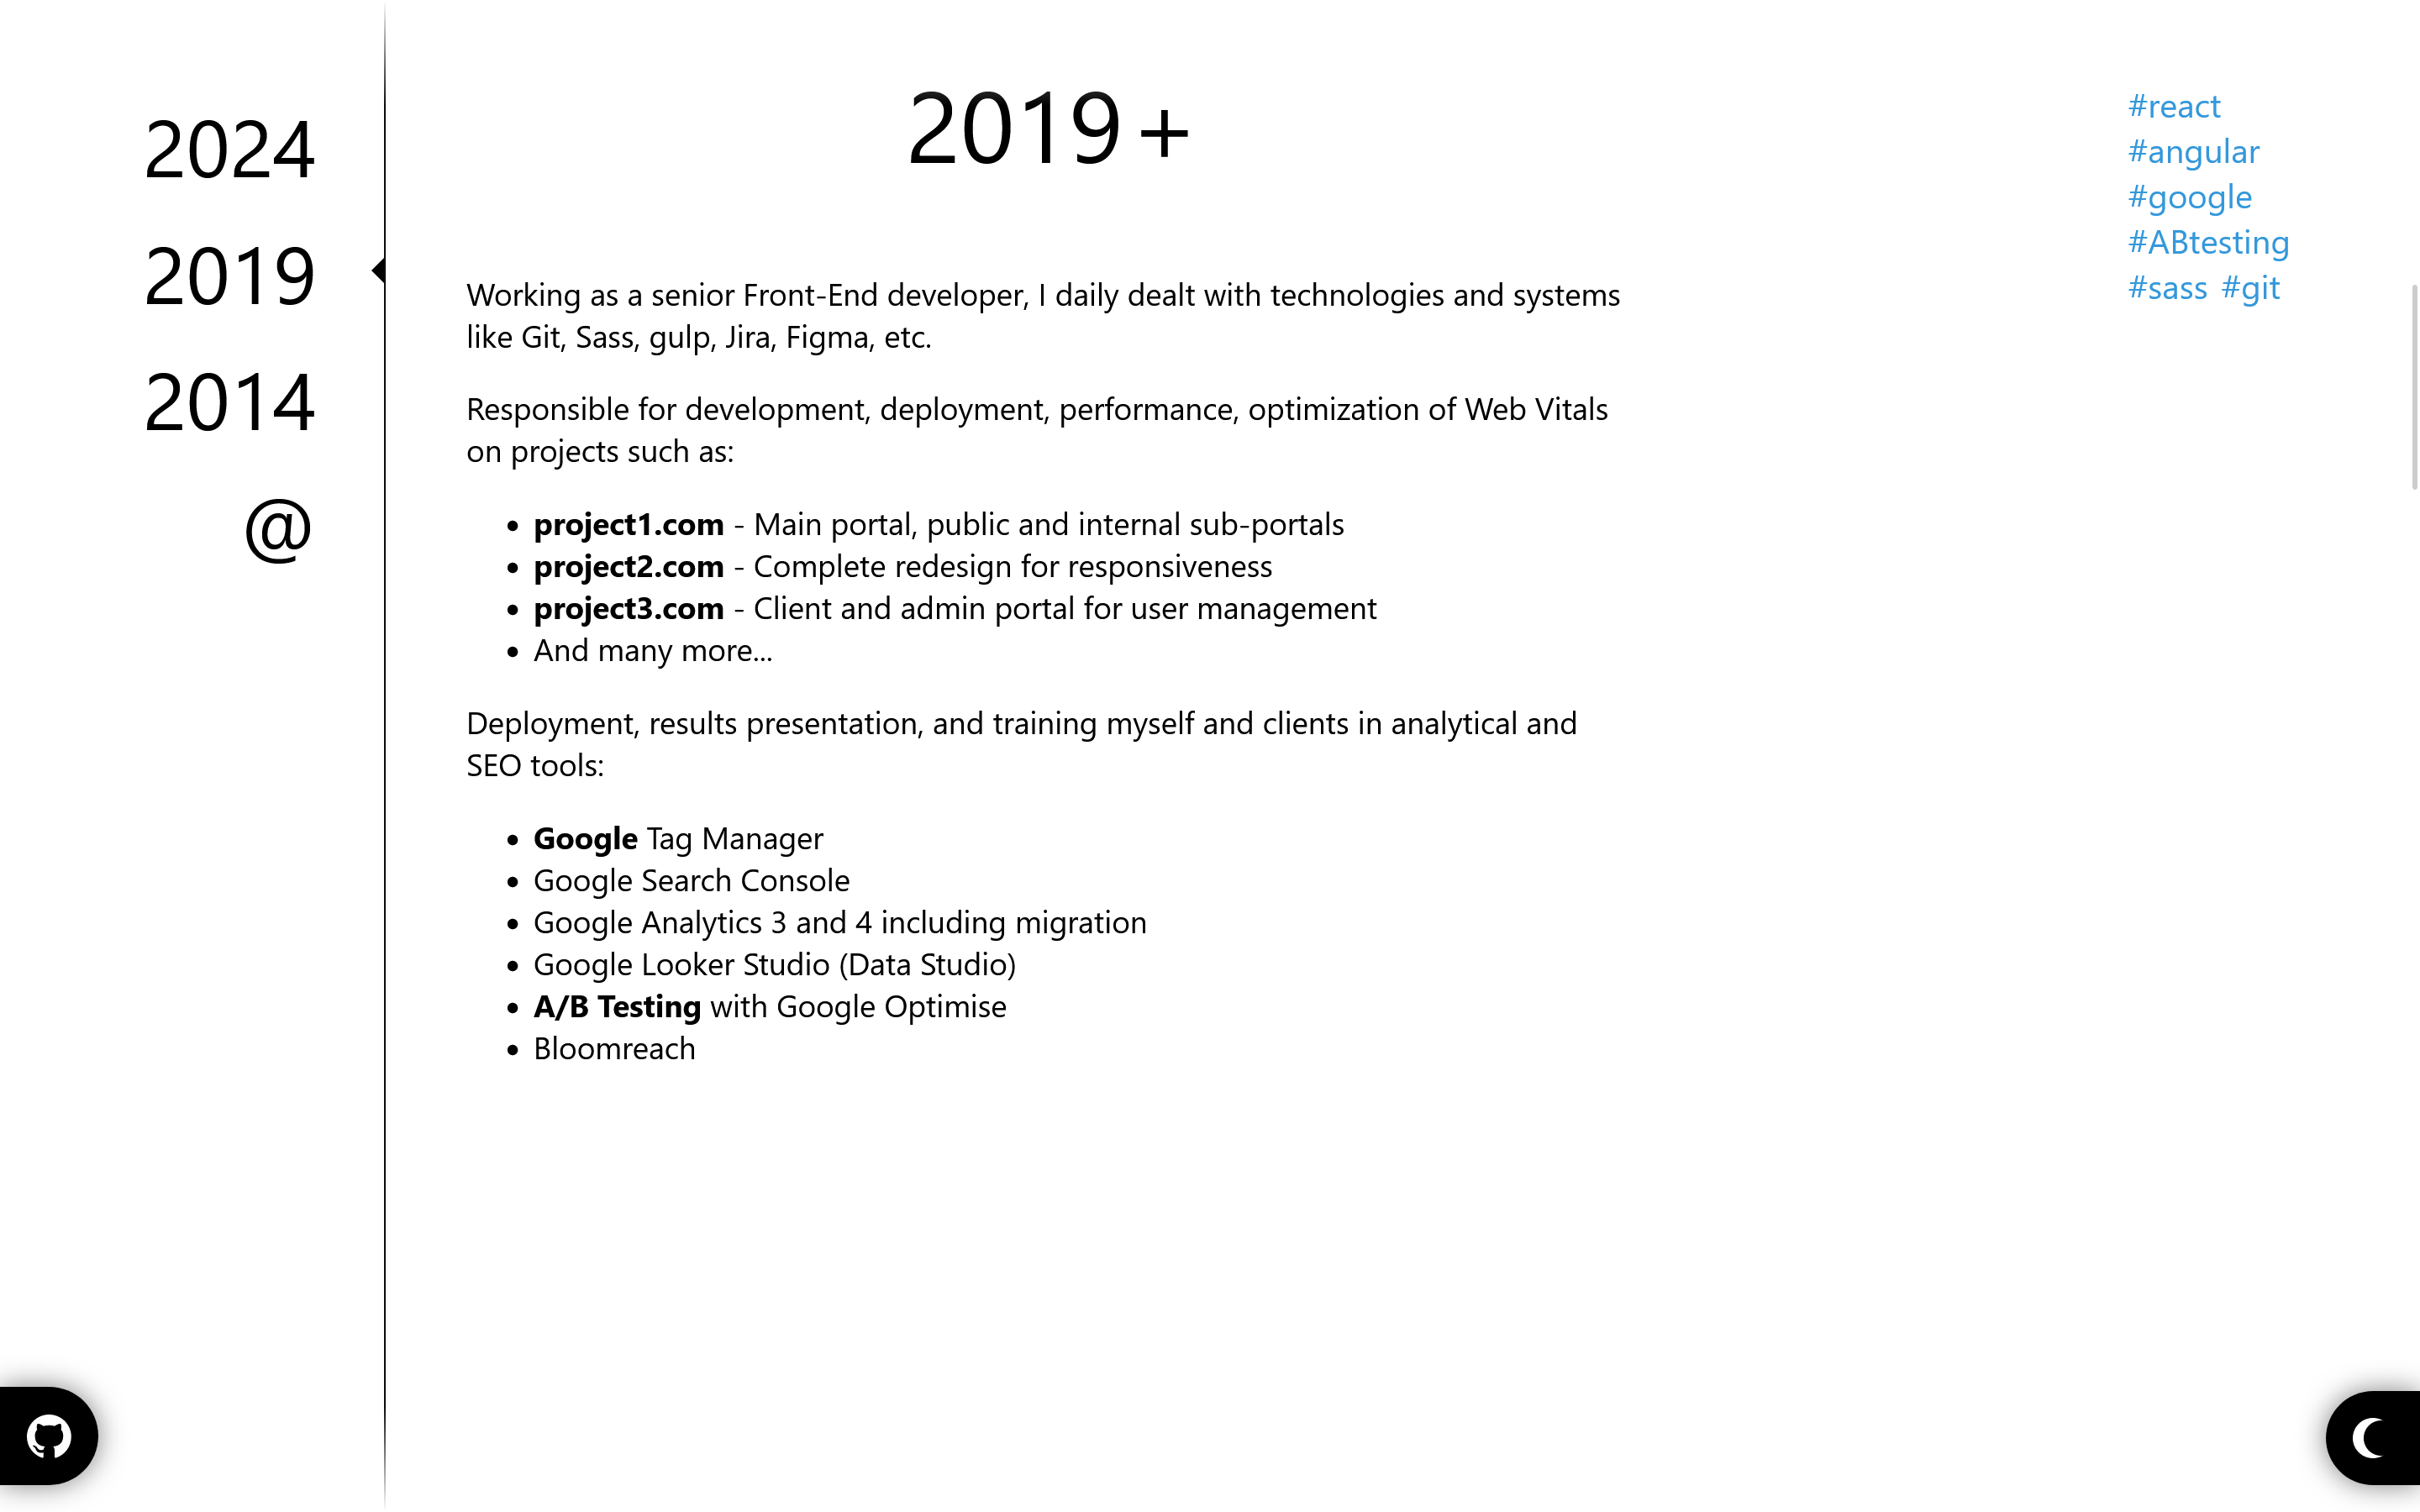 2024
2019
2014
@
2019 +
Working as a senior Front-End developer, I daily dealt with technologies and systems
like Git, Sass, gulp, Jira, Figma, etc.
Responsible for development, deployment, performance, optimization of Web Vitals
on projects such as:
• project1.com - Main portal, public and internal sub-portals
• project2.com - Complete redesign for responsiveness
• project3.com - Client and admin portal for user management
• And many more...
Deployment, results presentation, and training myself and clients in analytical and
SEO tools:
• Google Tag Manager
• Google Search Console
• Google Analytics 3 and 4 including migration
• Google Looker Studio (Data Studio)
• A/B Testing with Google Optimise
• Bloomreach
#react
#angular
#google
#ABtesting
#sass #git